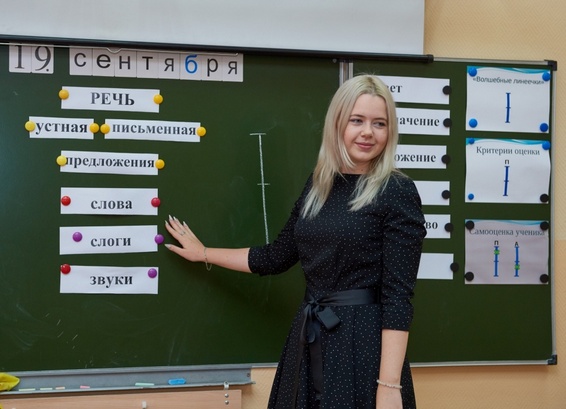 19 сентября
РЕЧЬ
устная письменная
предложения
слова
слоги
звуки
«Волшебные линеечки»
Критерии оценки
П
Самооценка ученика
П